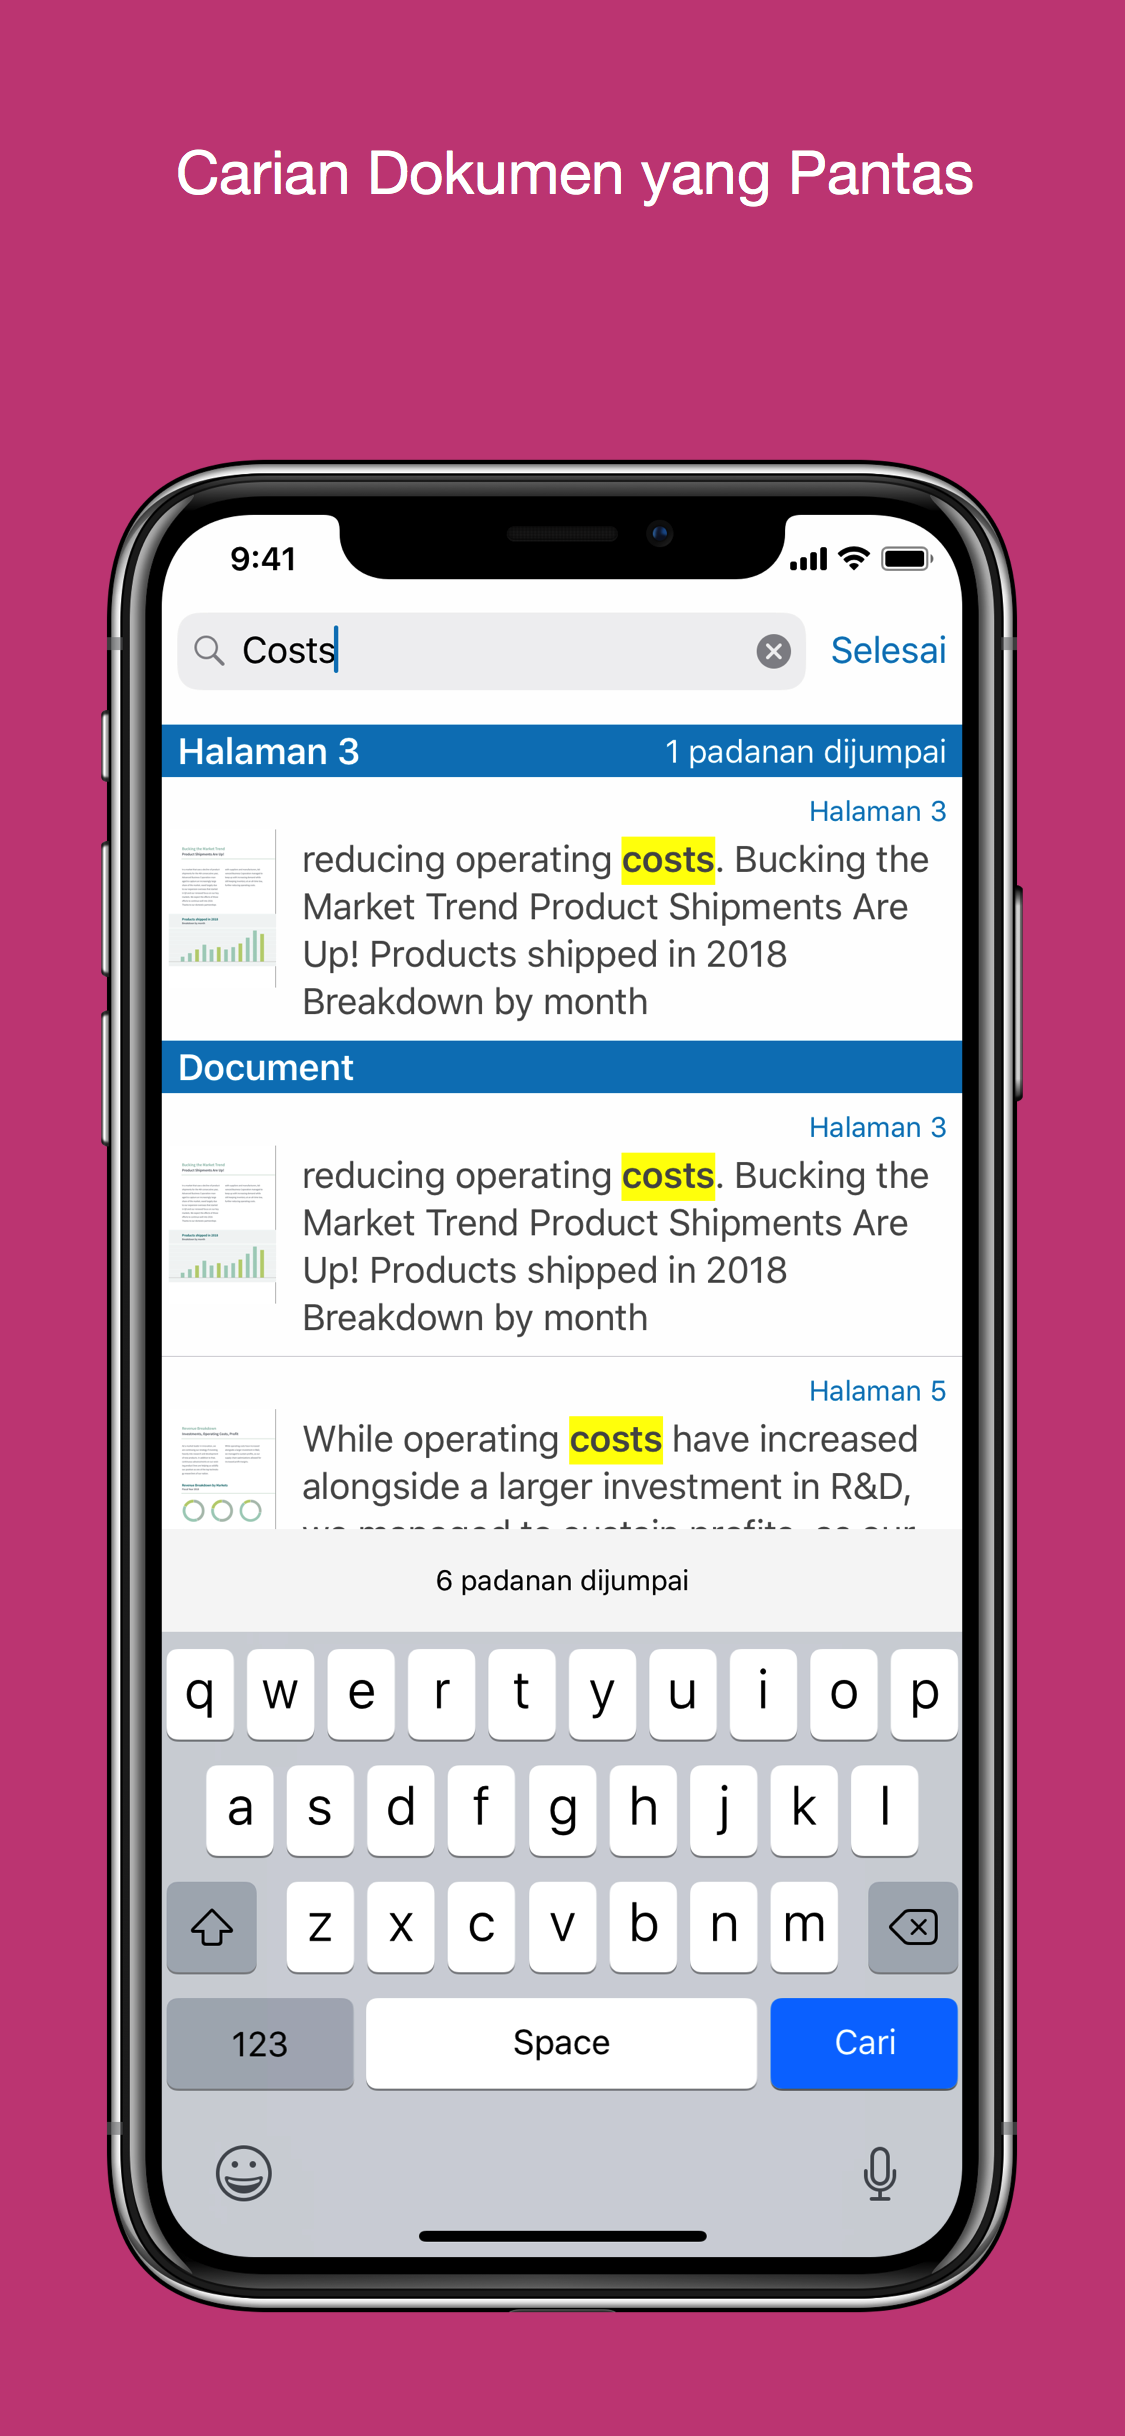 Carian Dokumen yang Pantas
9:41
Costs
Selesai
Halaman 3
1 padanan dijumpai
Halaman 3
reducing operating costs. Bucking the
Market Trend Product Shipments Are
Up! Products shipped in 2018
Breakdown by month
Document
Halaman 3
reducing operating costs. Bucking the
Market Trend Product Shipments Are
Up! Products shipped in 2018
Breakdown by month
Halaman 5
While operating costs have increased
alongside a larger investment in R&D,
6 padanan dijumpai
q w e r t y u i o p
a s d f g h j k l
z x c v b n m
123 Space Cari